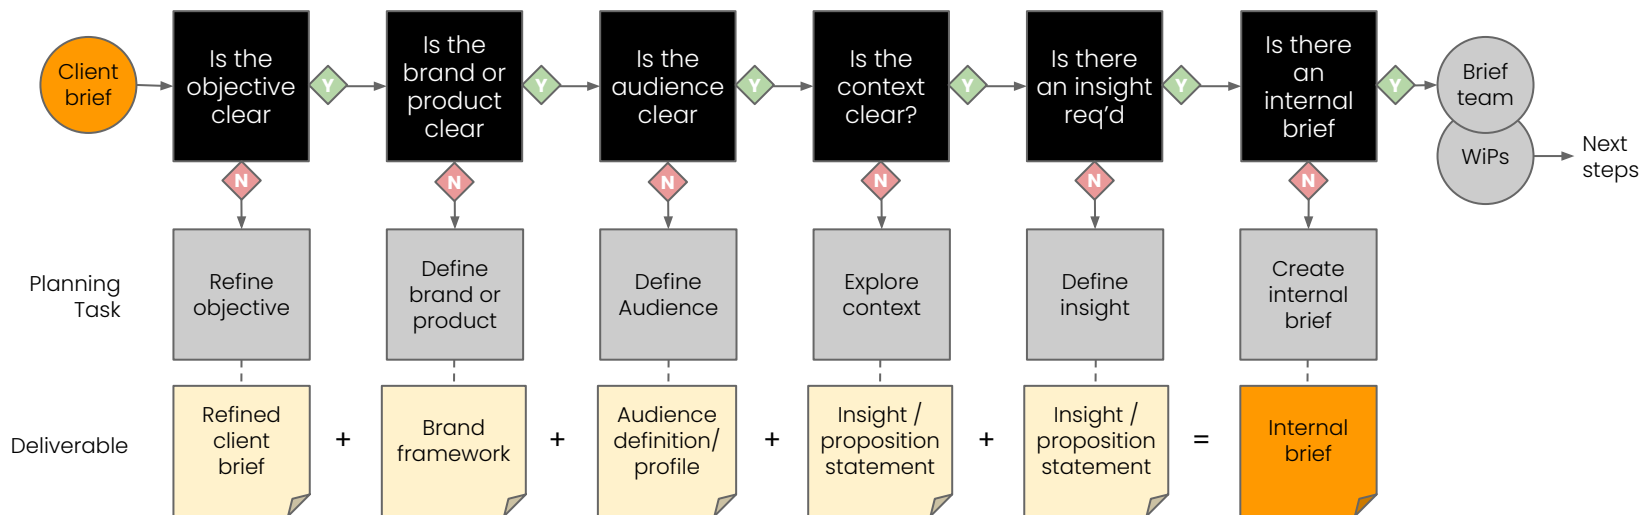 Client
brief
Is the
objective
clear
Y
Is the
brand or
product
clear
Y
Is the
audience
clear
Y
Is the
context
clear?
Y
Is there
an insight
req'd
Y
Is there
an
internal
brief
Y
Brief
team
WiPs
Next
steps
N
N
N
N
N
N
Planning
Task
Refine
objective
Define
brand or
product
Define
Audience
Explore
context
Define
insight
Create
internal
brief
Deliverable
Refined
client
brief
+
Brand
framework
+
Audience
definition/
profile
+
Insight /
proposition
statement
+
Insight /
proposition
statement
=
Internal
brief